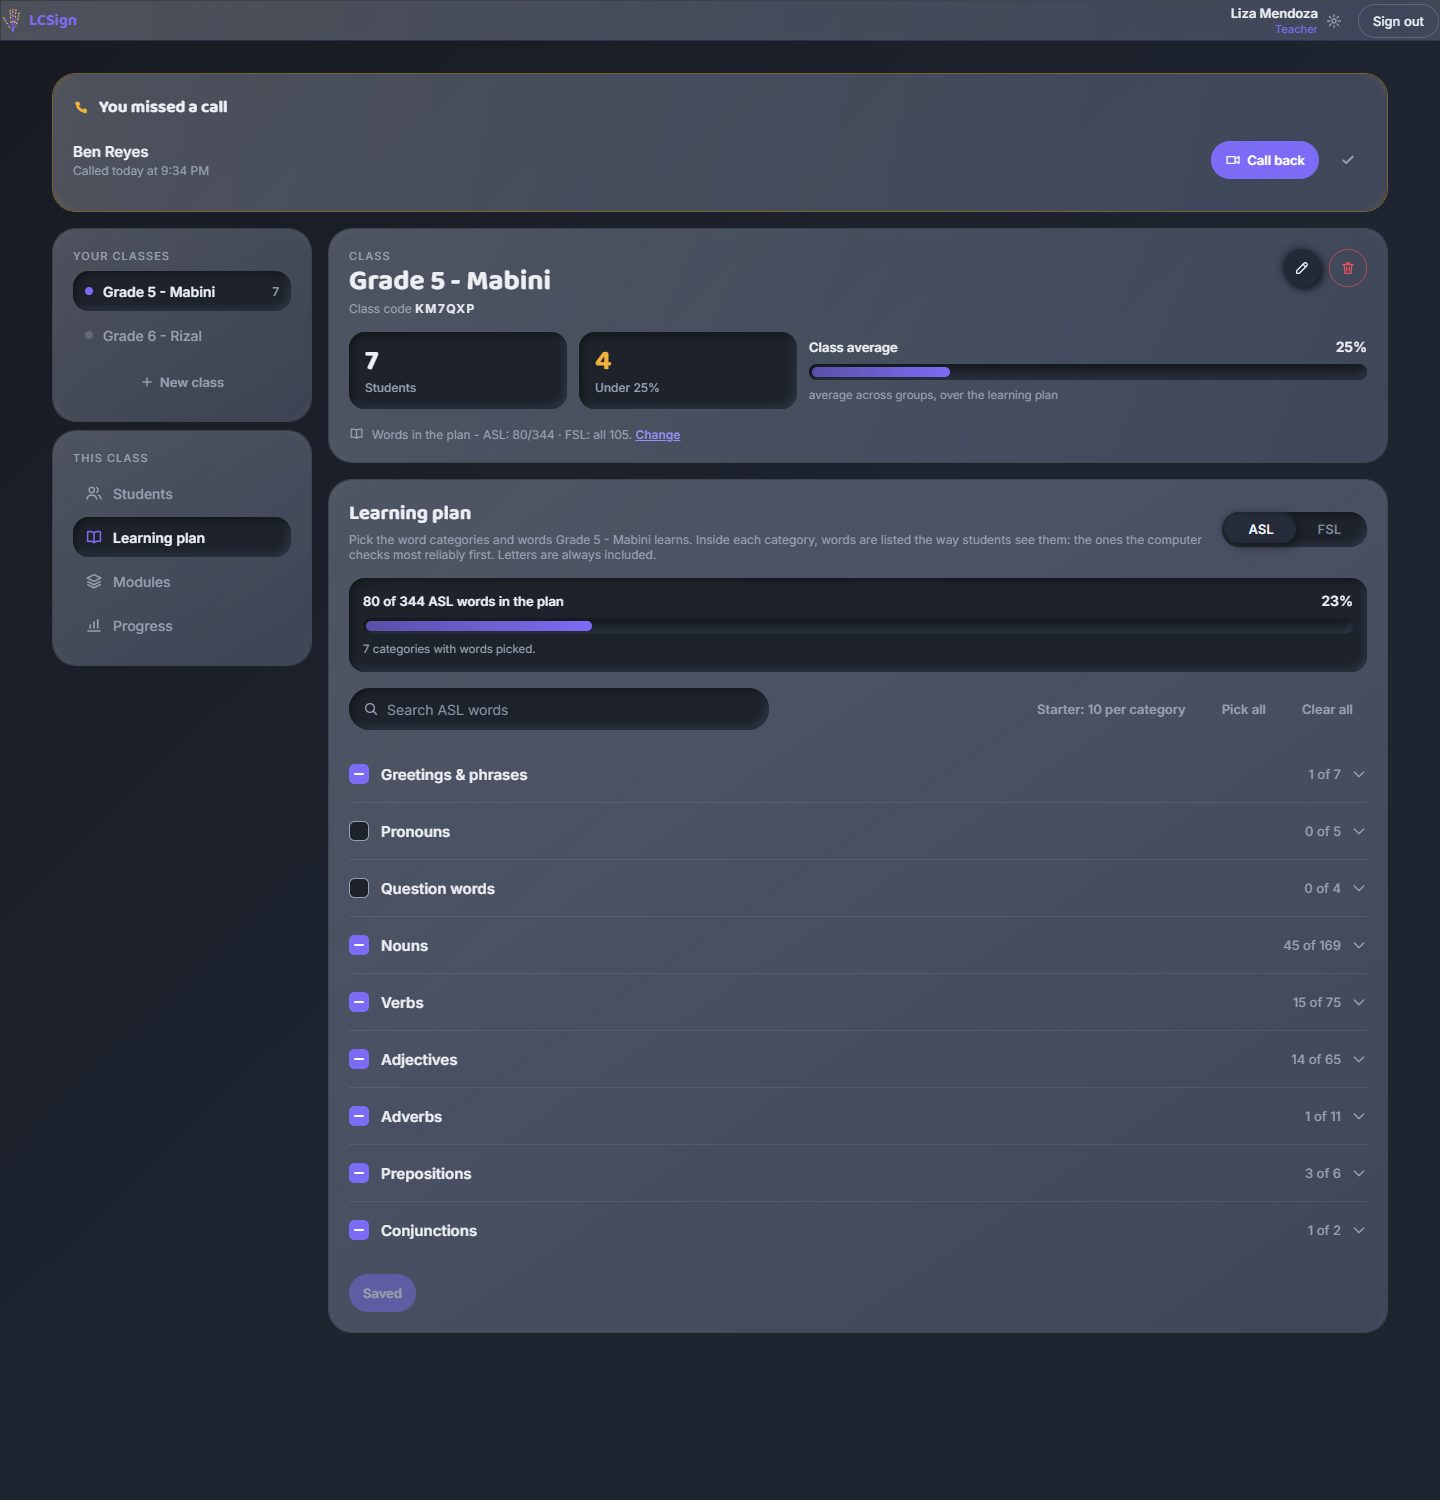 LCSign
Liza Mendoza
Teacher
Sign out
You missed a call
Ben Reyes
Called today at 9:34 PM
Call back
YOUR CLASSES
Grade 5 - Mabini 7
Grade 6 - Rizal
+ New class
THIS CLASS
Students
Learning plan
Modules
Progress
CLASS
Grade 5 - Mabini
Class code KM7QXP
7
Students
4
Under 25%
Class average 25%
average across groups, over the learning plan
Words in the plan - ASL: 80/344 · FSL: all 105. Change
Learning plan
Pick the word categories and words Grade 5 - Mabini learns. Inside each category, words are listed the way students see them: the ones the computer
checks most reliably first. Letters are always included.
ASL FSL
80 of 344 ASL words in the plan 23%
7 categories with words picked.
Search ASL words
Starter: 10 per category Pick all Clear all
Greetings & phrases 1 of 7
Pronouns 0 of 5
Question words 0 of 4
Nouns 45 of 169
Verbs 15 of 75
Adjectives 14 of 65
Adverbs 1 of 11
Prepositions 3 of 6
Conjunctions 1 of 2
Saved